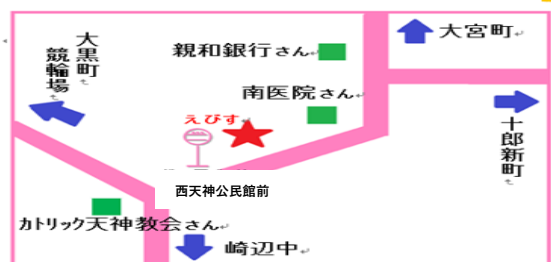 大宮町
大黒町
競輪場
親和銀行さん
南医院さん
えびす
十郎新町
西天神公民館前
カトリック天神教会さん
崎辺中